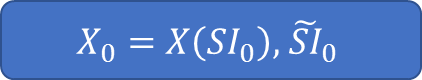 X₀ = X(SI₀), S̃I₀